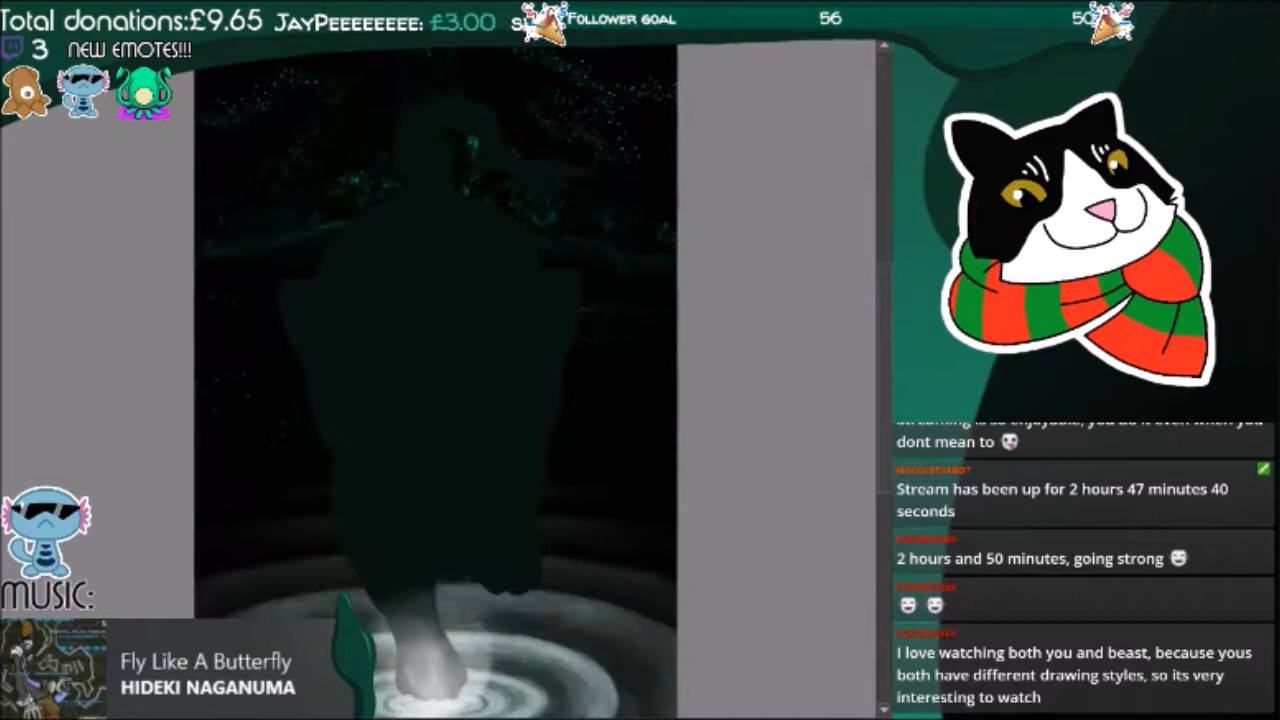 Total donations:£9.65 JayPeeeeeeee: £3.00
Follower goal 56
3 NEW EMOTES!!!
dont mean to
Stream has been up for 2 hours 47 minutes 40
seconds
2 hours and 50 minutes, going strong
I love watching both you and beast, because yous
both have different drawing styles, so its very
interesting to watch
MUSIC:
Fly Like A Butterfly
HIDEKI NAGANUMA